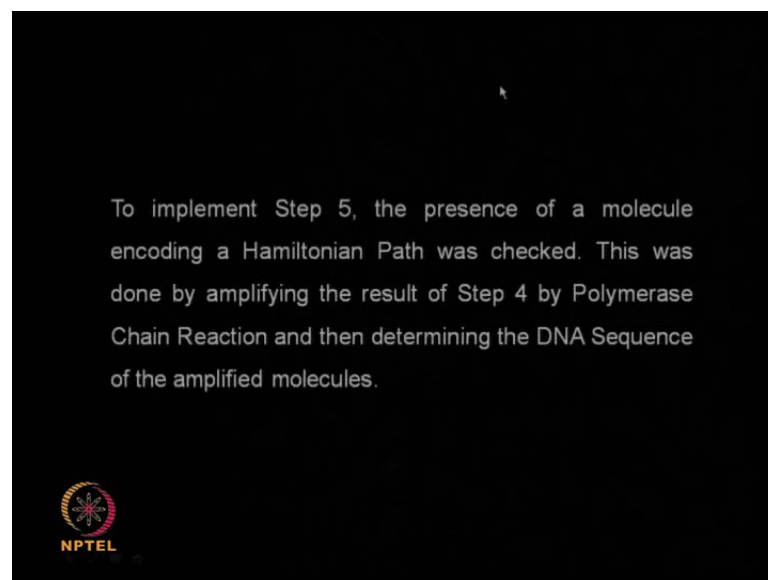 To implement Step 5, the presence of a molecule
encoding a Hamiltonian Path was checked. This was
done by amplifying the result of Step 4 by Polymerase
Chain Reaction and then determining the DNA Sequence
of the amplified molecules.
NPTEL